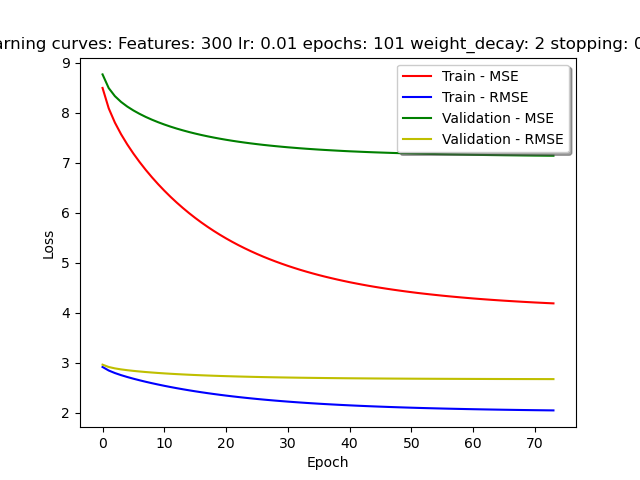 arning curves: Features: 300 lr: 0.01 epochs: 101 weight_decay: 2 stopping: 0
Train - MSE
Train - RMSE
Validation - MSE
Validation - RMSE
9
8
7
6
5
4
3
2
Loss
0 10 20 30 40 50 60 70
Epoch